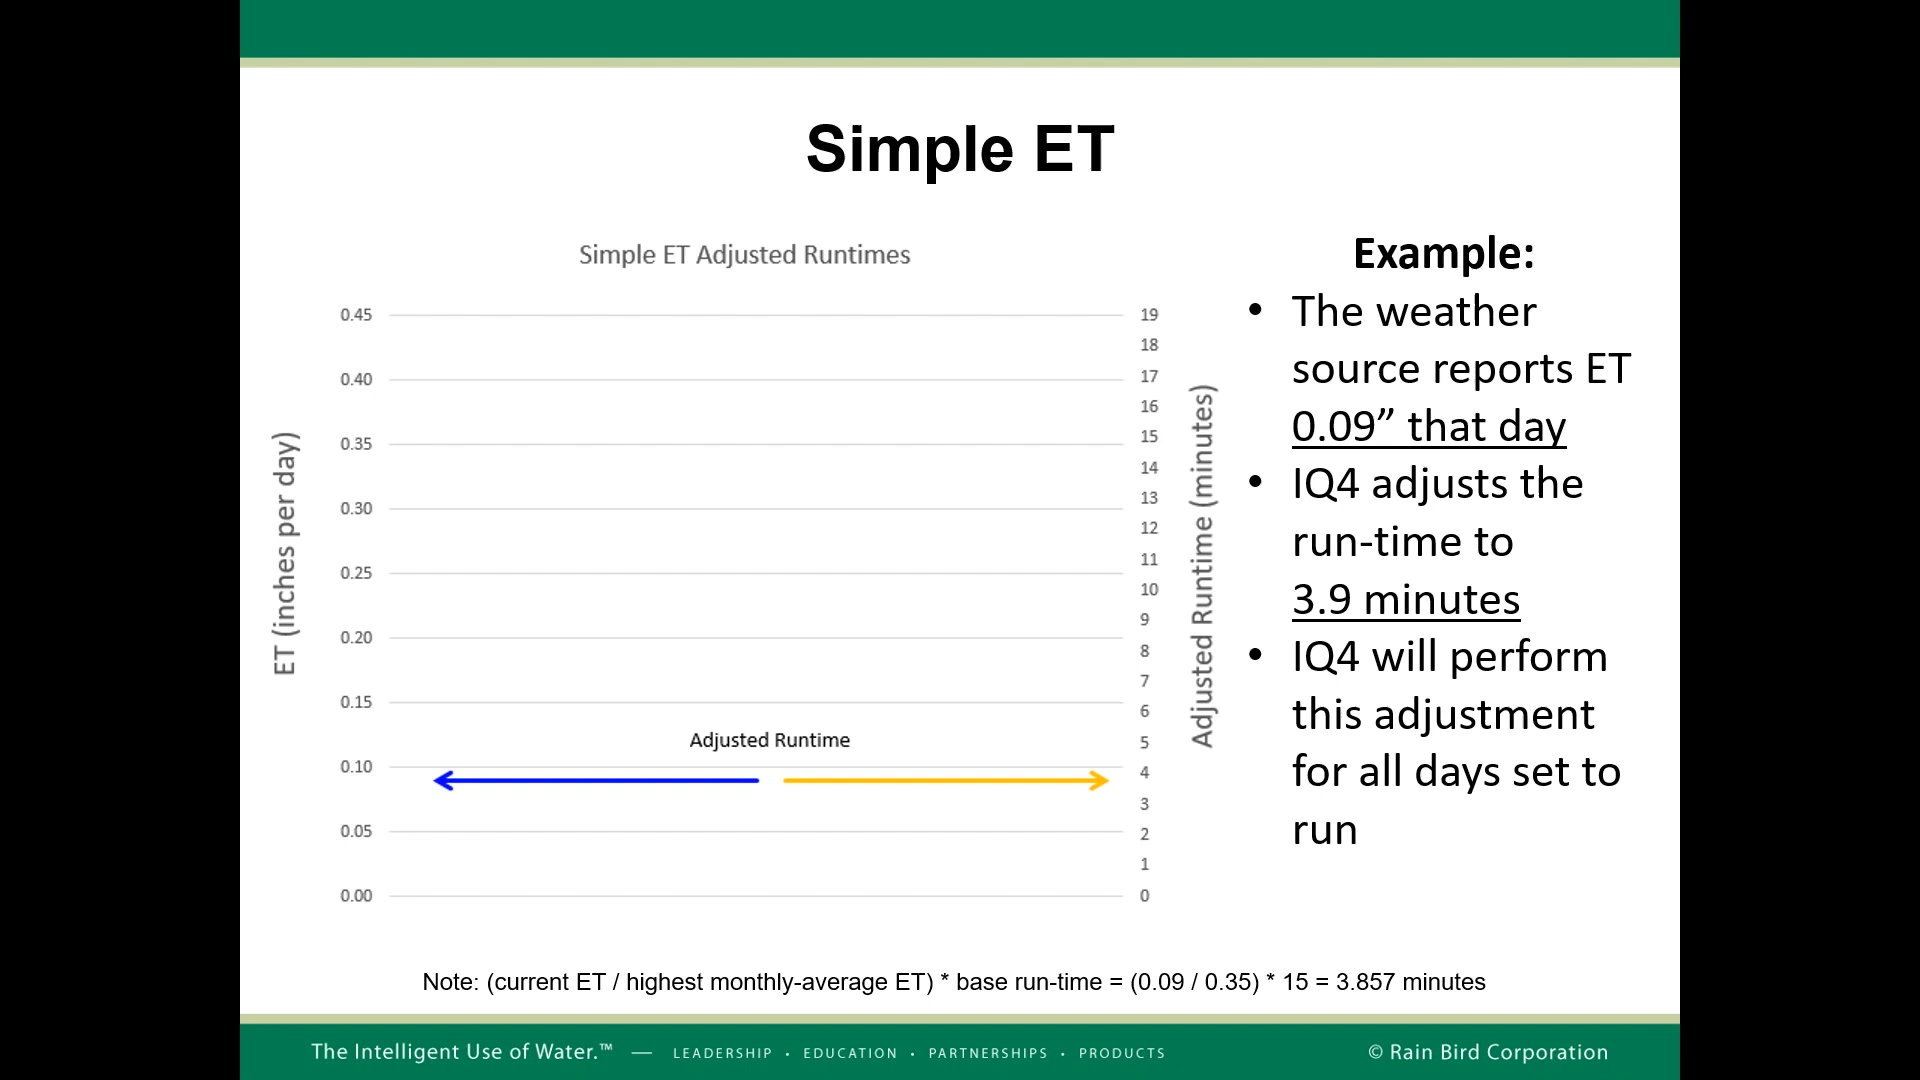 Simple ET
Simple ET Adjusted Runtimes
ET (inches per day)
0.45
0.40
0.35
0.30
0.25
0.20
0.15
0.10
0.05
0.00
Adjusted Runtime
19
18
17
16
15
14
13
12
11
10
9
8
7
6
5
4
3
2
1
0
Adjusted Runtime (minutes)
Example:
• The weather
source reports ET
0.09” that day
• IQ4 adjusts the
run-time to
3.9 minutes
• IQ4 will perform
this adjustment
for all days set to
run
Note: (current ET / highest monthly-average ET) * base run-time = (0.09 / 0.35) * 15 = 3.857 minutes
The Intelligent Use of Water.™ — LEADERSHIP • EDUCATION • PARTNERSHIPS • PRODUCTS
© Rain Bird Corporation